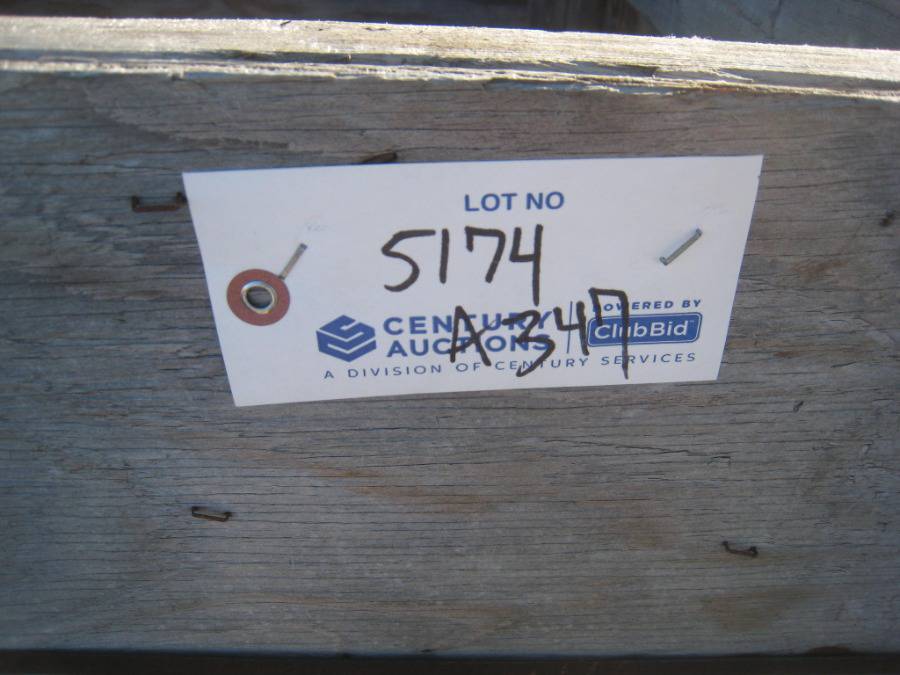 LOT NO
5174
A347
CENTURY AUCTIONS
POWERED BY
ClubBid
A DIVISION OF CENTURY SERVICES